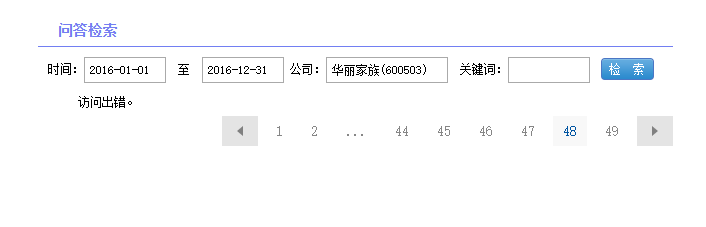 问答检索
时间： 2016-01-01 至 2016-12-31 公司： 华丽家族(600503) 关键词： 检 索
访问出错。
1 2 ... 44 45 46 47 48 49